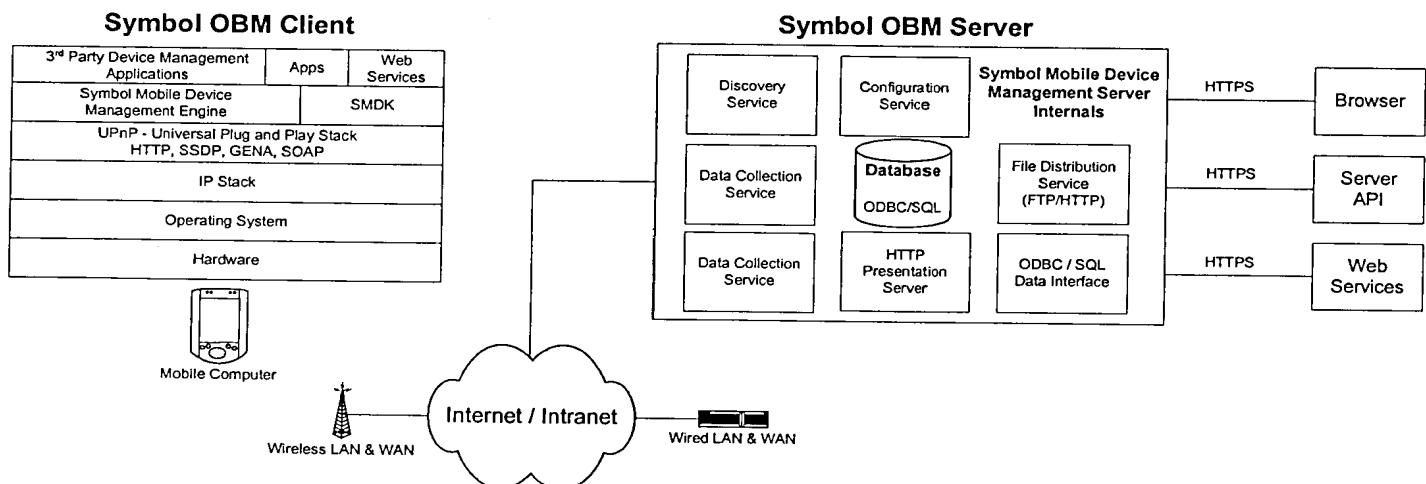 Symbol OBM Client
3rd Party Device Management
Applications
Apps
Web
Services
Symbol Mobile Device
Management Engine
SMDK
UPnP - Universal Plug and Play Stack
HTTP, SSDP, GENA, SOAP
IP Stack
Operating System
Hardware
Mobile Computer
Wireless LAN & WAN
Internet / Intranet
Wired LAN & WAN
Symbol OBM Server
Discovery
Service
Configuration
Service
Symbol Mobile Device
Management Server
Internals
Data Collection
Service
Database
ODBC/SQL
File Distribution
Service
(FTP/HTTP)
Data Collection
Service
HTTP
Presentation
Server
ODBC / SQL
Data Interface
HTTPS
Browser
HTTPS
Server
API
HTTPS
Web
Services